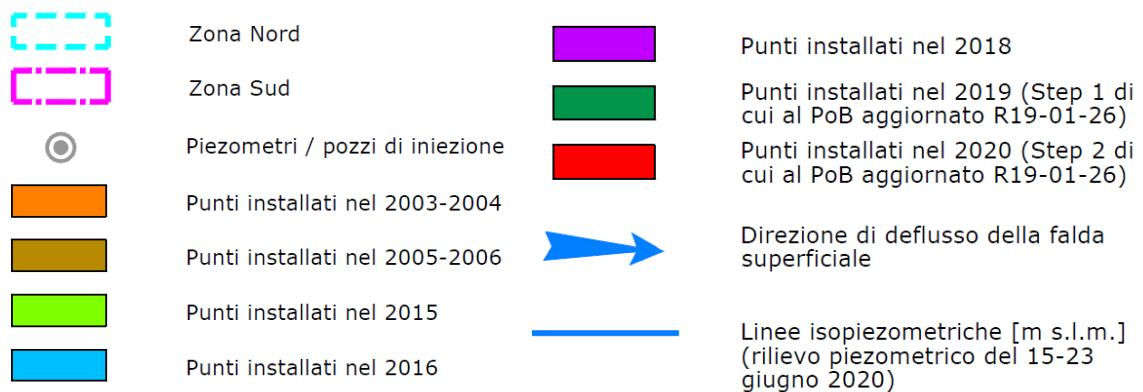 Zona Nord
Zona Sud
Piezometri / pozzi di iniezione
Punti installati nel 2003-2004
Punti installati nel 2005-2006
Punti installati nel 2015
Punti installati nel 2016
Punti installati nel 2018
Punti installati nel 2019 (Step 1 di
cui al PoB aggiornato R19-01-26)
Punti installati nel 2020 (Step 2 di
cui al PoB aggiornato R19-01-26)
Direzione di deflusso della falda
superficiale
Linee isopiezometriche [m s.l.m.]
(rilievo piezometrico del 15-23
giugno 2020)